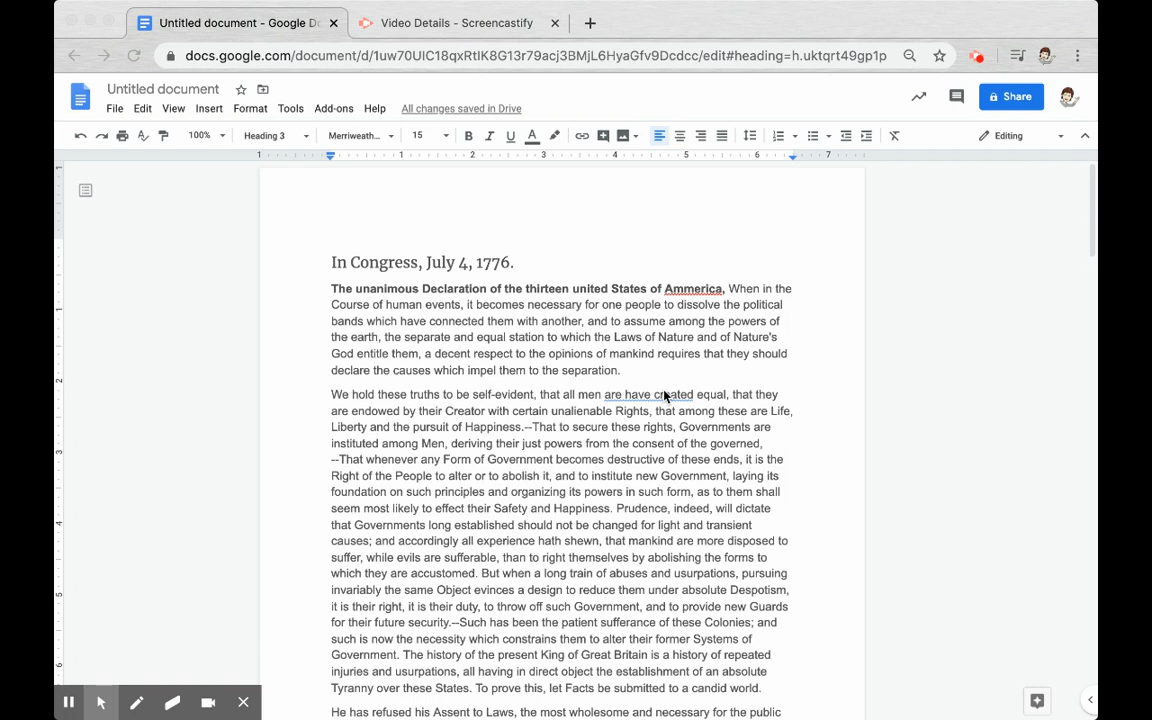 Untitled document - Google Do
Video Details - Screencastify
docs.google.com/document/d/1uw70UlC18qxRtIK8G13r79acj3BMjL6HyaGfv9Dcdcc/edit#heading=h.uktqrt49gp1p
Untitled document
File Edit View Insert Format Tools Add-ons Help All changes saved in Drive
Share
100% Heading 3 Merriweath... 15 B I U A Editing
1 1 2 3 4 5 6 7
In Congress, July 4, 1776.
The unanimous Declaration of the thirteen united States of Ammerica, When in the
Course of human events, it becomes necessary for one people to dissolve the political
bands which have connected them with another, and to assume among the powers of
the earth, the separate and equal station to which the Laws of Nature and of Nature's
God entitle them, a decent respect to the opinions of mankind requires that they should
declare the causes which impel them to the separation.
We hold these truths to be self-evident, that all men are have created equal, that they
are endowed by their Creator with certain unalienable Rights, that among these are Life,
Liberty and the pursuit of Happiness.--That to secure these rights, Governments are
instituted among Men, deriving their just powers from the consent of the governed,
--That whenever any Form of Government becomes destructive of these ends, it is the
Right of the People to alter or to abolish it, and to institute new Government, laying its
foundation on such principles and organizing its powers in such form, as to them shall
seem most likely to effect their Safety and Happiness. Prudence, indeed, will dictate
that Governments long established should not be changed for light and transient
causes; and accordingly all experience hath shewn, that mankind are more disposed to
suffer, while evils are sufferable, than to right themselves by abolishing the forms to
which they are accustomed. But when a long train of abuses and usurpations, pursuing
invariably the same Object evinces a design to reduce them under absolute Despotism,
it is their right, it is their duty, to throw off such Government, and to provide new Guards
for their future security.--Such has been the patient sufferance of these Colonies; and
such is now the necessity which constrains them to alter their former Systems of
Government. The history of the present King of Great Britain is a history of repeated
injuries and usurpations, all having in direct object the establishment of an absolute
Tyranny over these States. To prove this, let Facts be submitted to a candid world.
He has refused his Assent to Laws, the most wholesome and necessary for the public
1
1
2
3
4
5
6